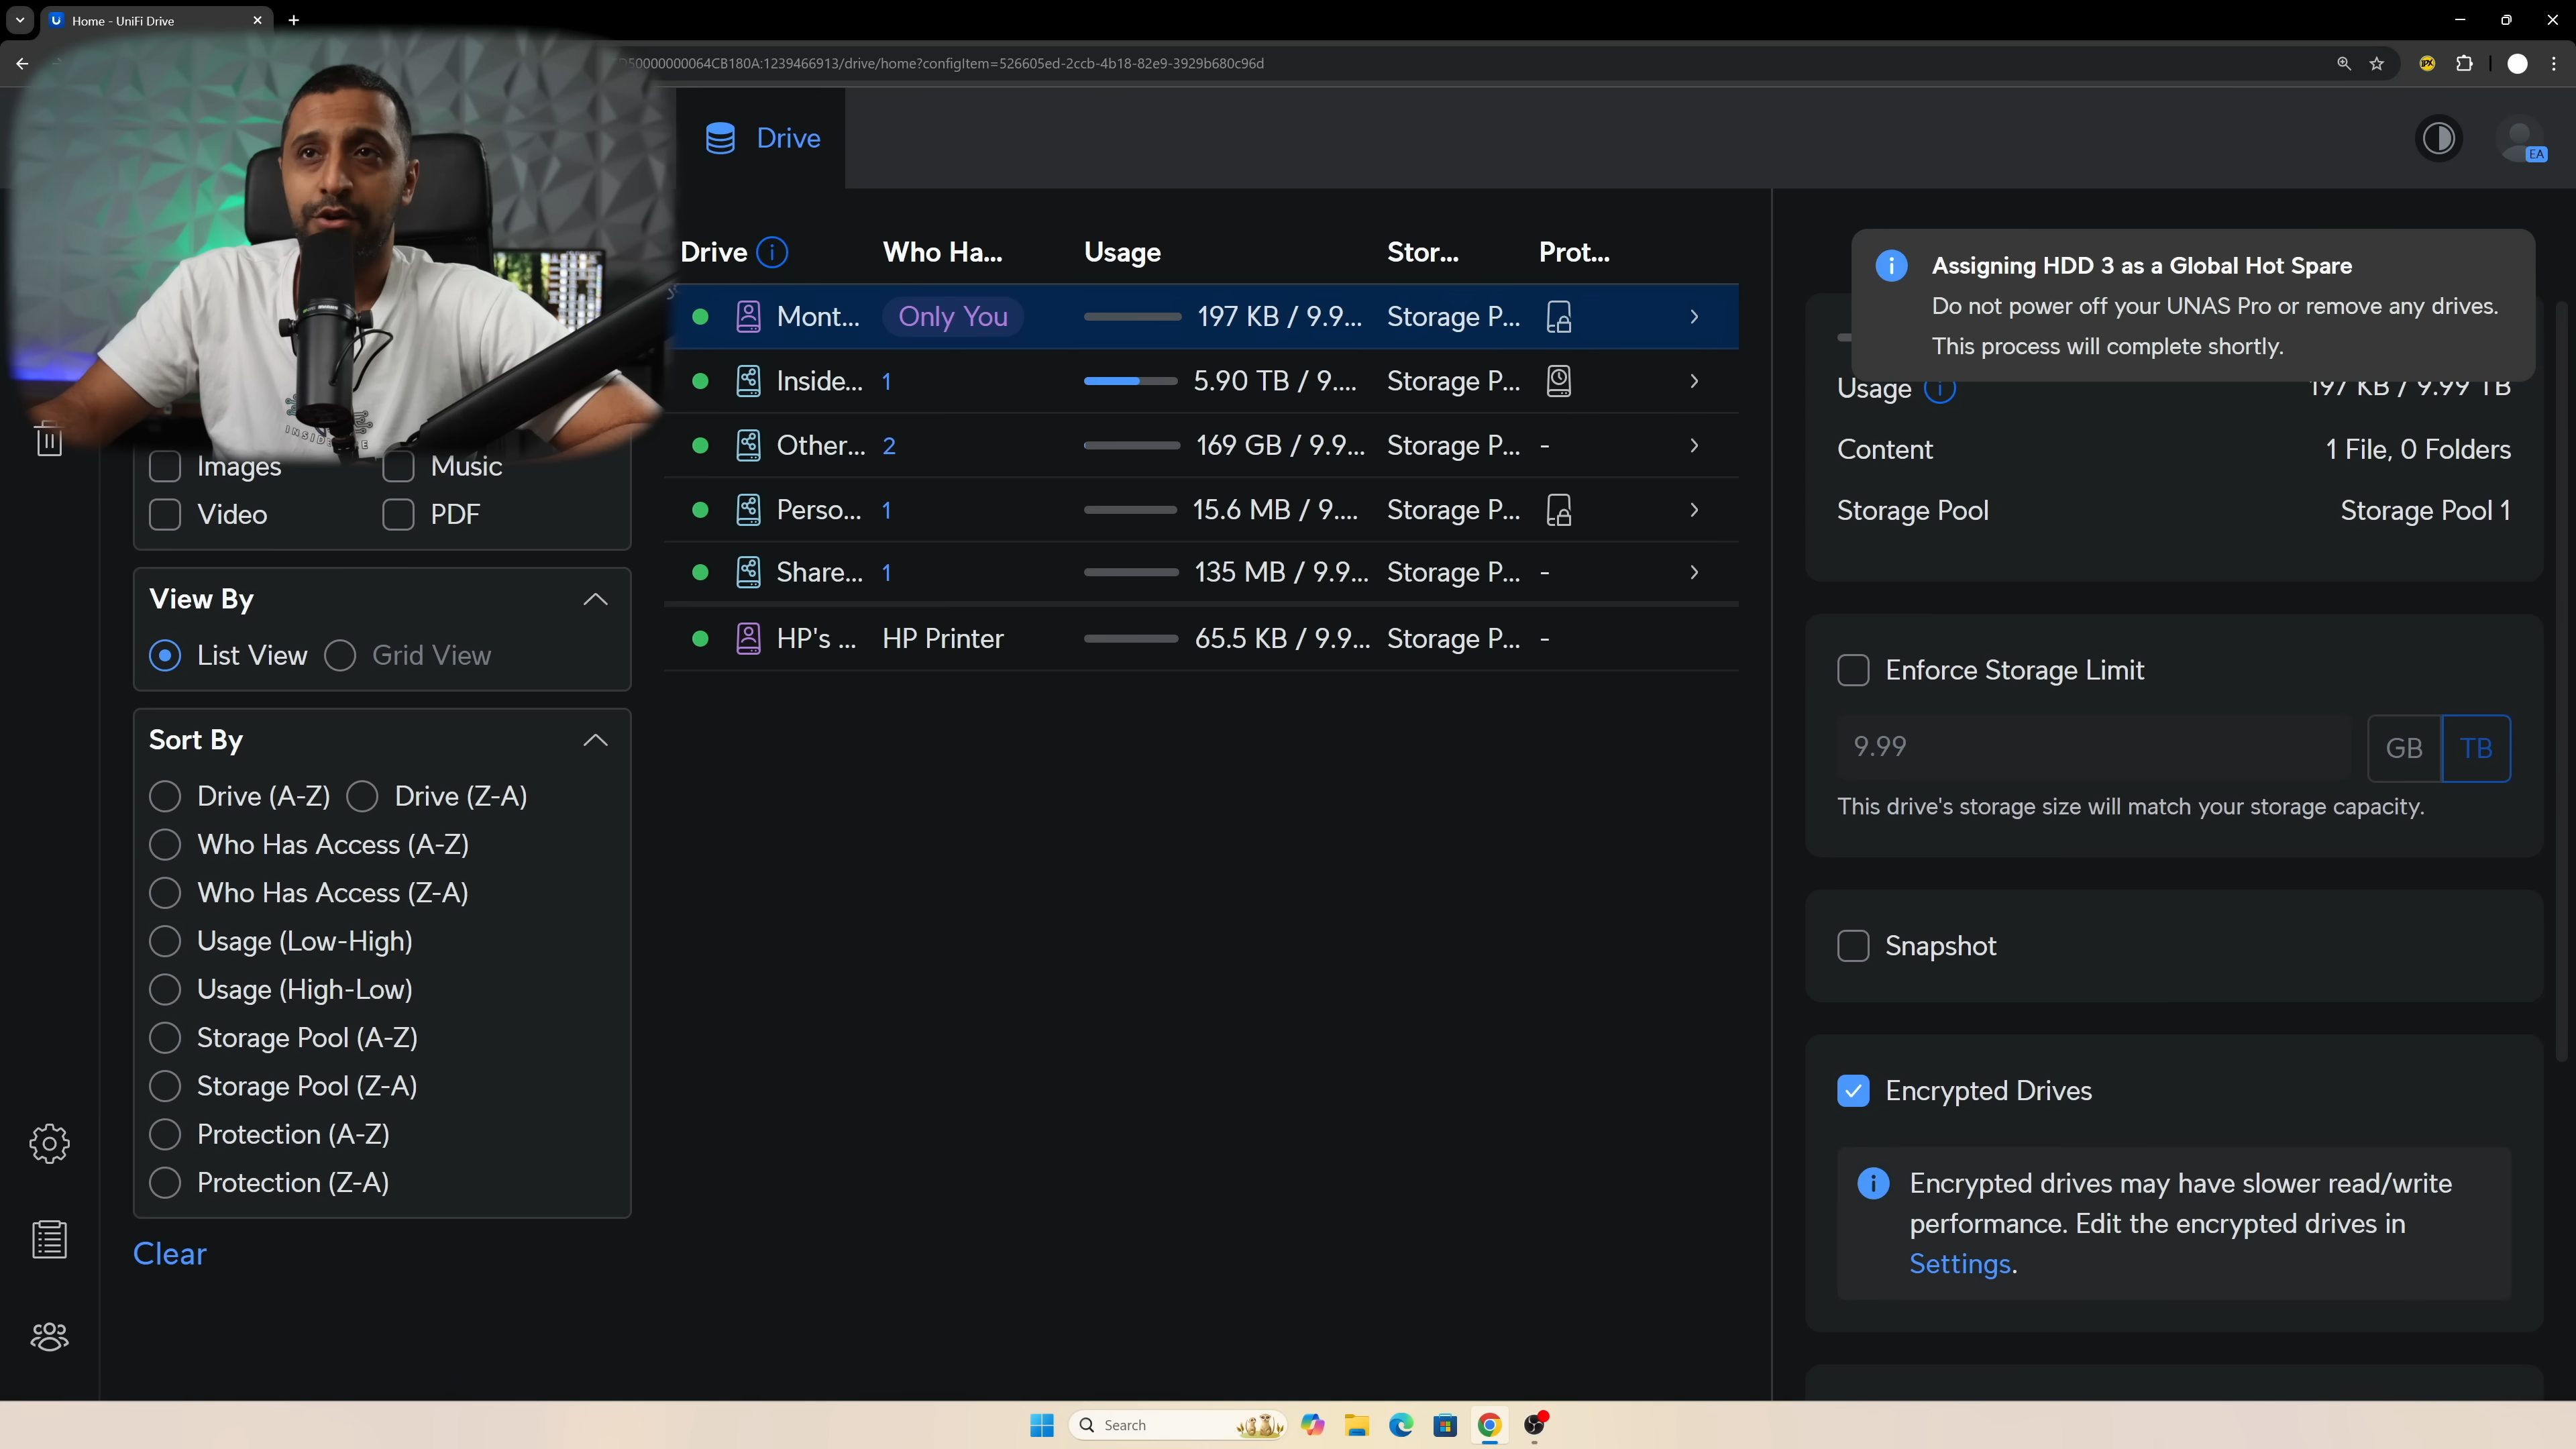 Home - UniFi Drive
50000000064CB180A:1239466913/drive/home?configItem=526605ed-2ccb-4b18-82e9-3929b680c96d
Drive
EA
Drive Who Ha... Usage Stor... Prot...
Mont... Only You 197 KB / 9.9... Storage P...
Inside... 1 5.90 TB / 9.... Storage P...
Other... 2 169 GB / 9.9... Storage P... -
Perso... 1 15.6 MB / 9.... Storage P...
Share... 1 135 MB / 9.9... Storage P... -
HP's ... HP Printer 65.5 KB / 9.9... Storage P... -
Images Music
Video PDF
View By
List View Grid View
Sort By
Drive (A-Z) Drive (Z-A)
Who Has Access (A-Z)
Who Has Access (Z-A)
Usage (Low-High)
Usage (High-Low)
Storage Pool (A-Z)
Storage Pool (Z-A)
Protection (A-Z)
Protection (Z-A)
Clear
Assigning HDD 3 as a Global Hot Spare
Do not power off your UNAS Pro or remove any drives.
This process will complete shortly.
Usage 197 KB / 9.99 TB
Content 1 File, 0 Folders
Storage Pool Storage Pool 1
Enforce Storage Limit
9.99 GB TB
This drive's storage size will match your storage capacity.
Snapshot
Encrypted Drives
Encrypted drives may have slower read/write
performance. Edit the encrypted drives in
Settings.
Search